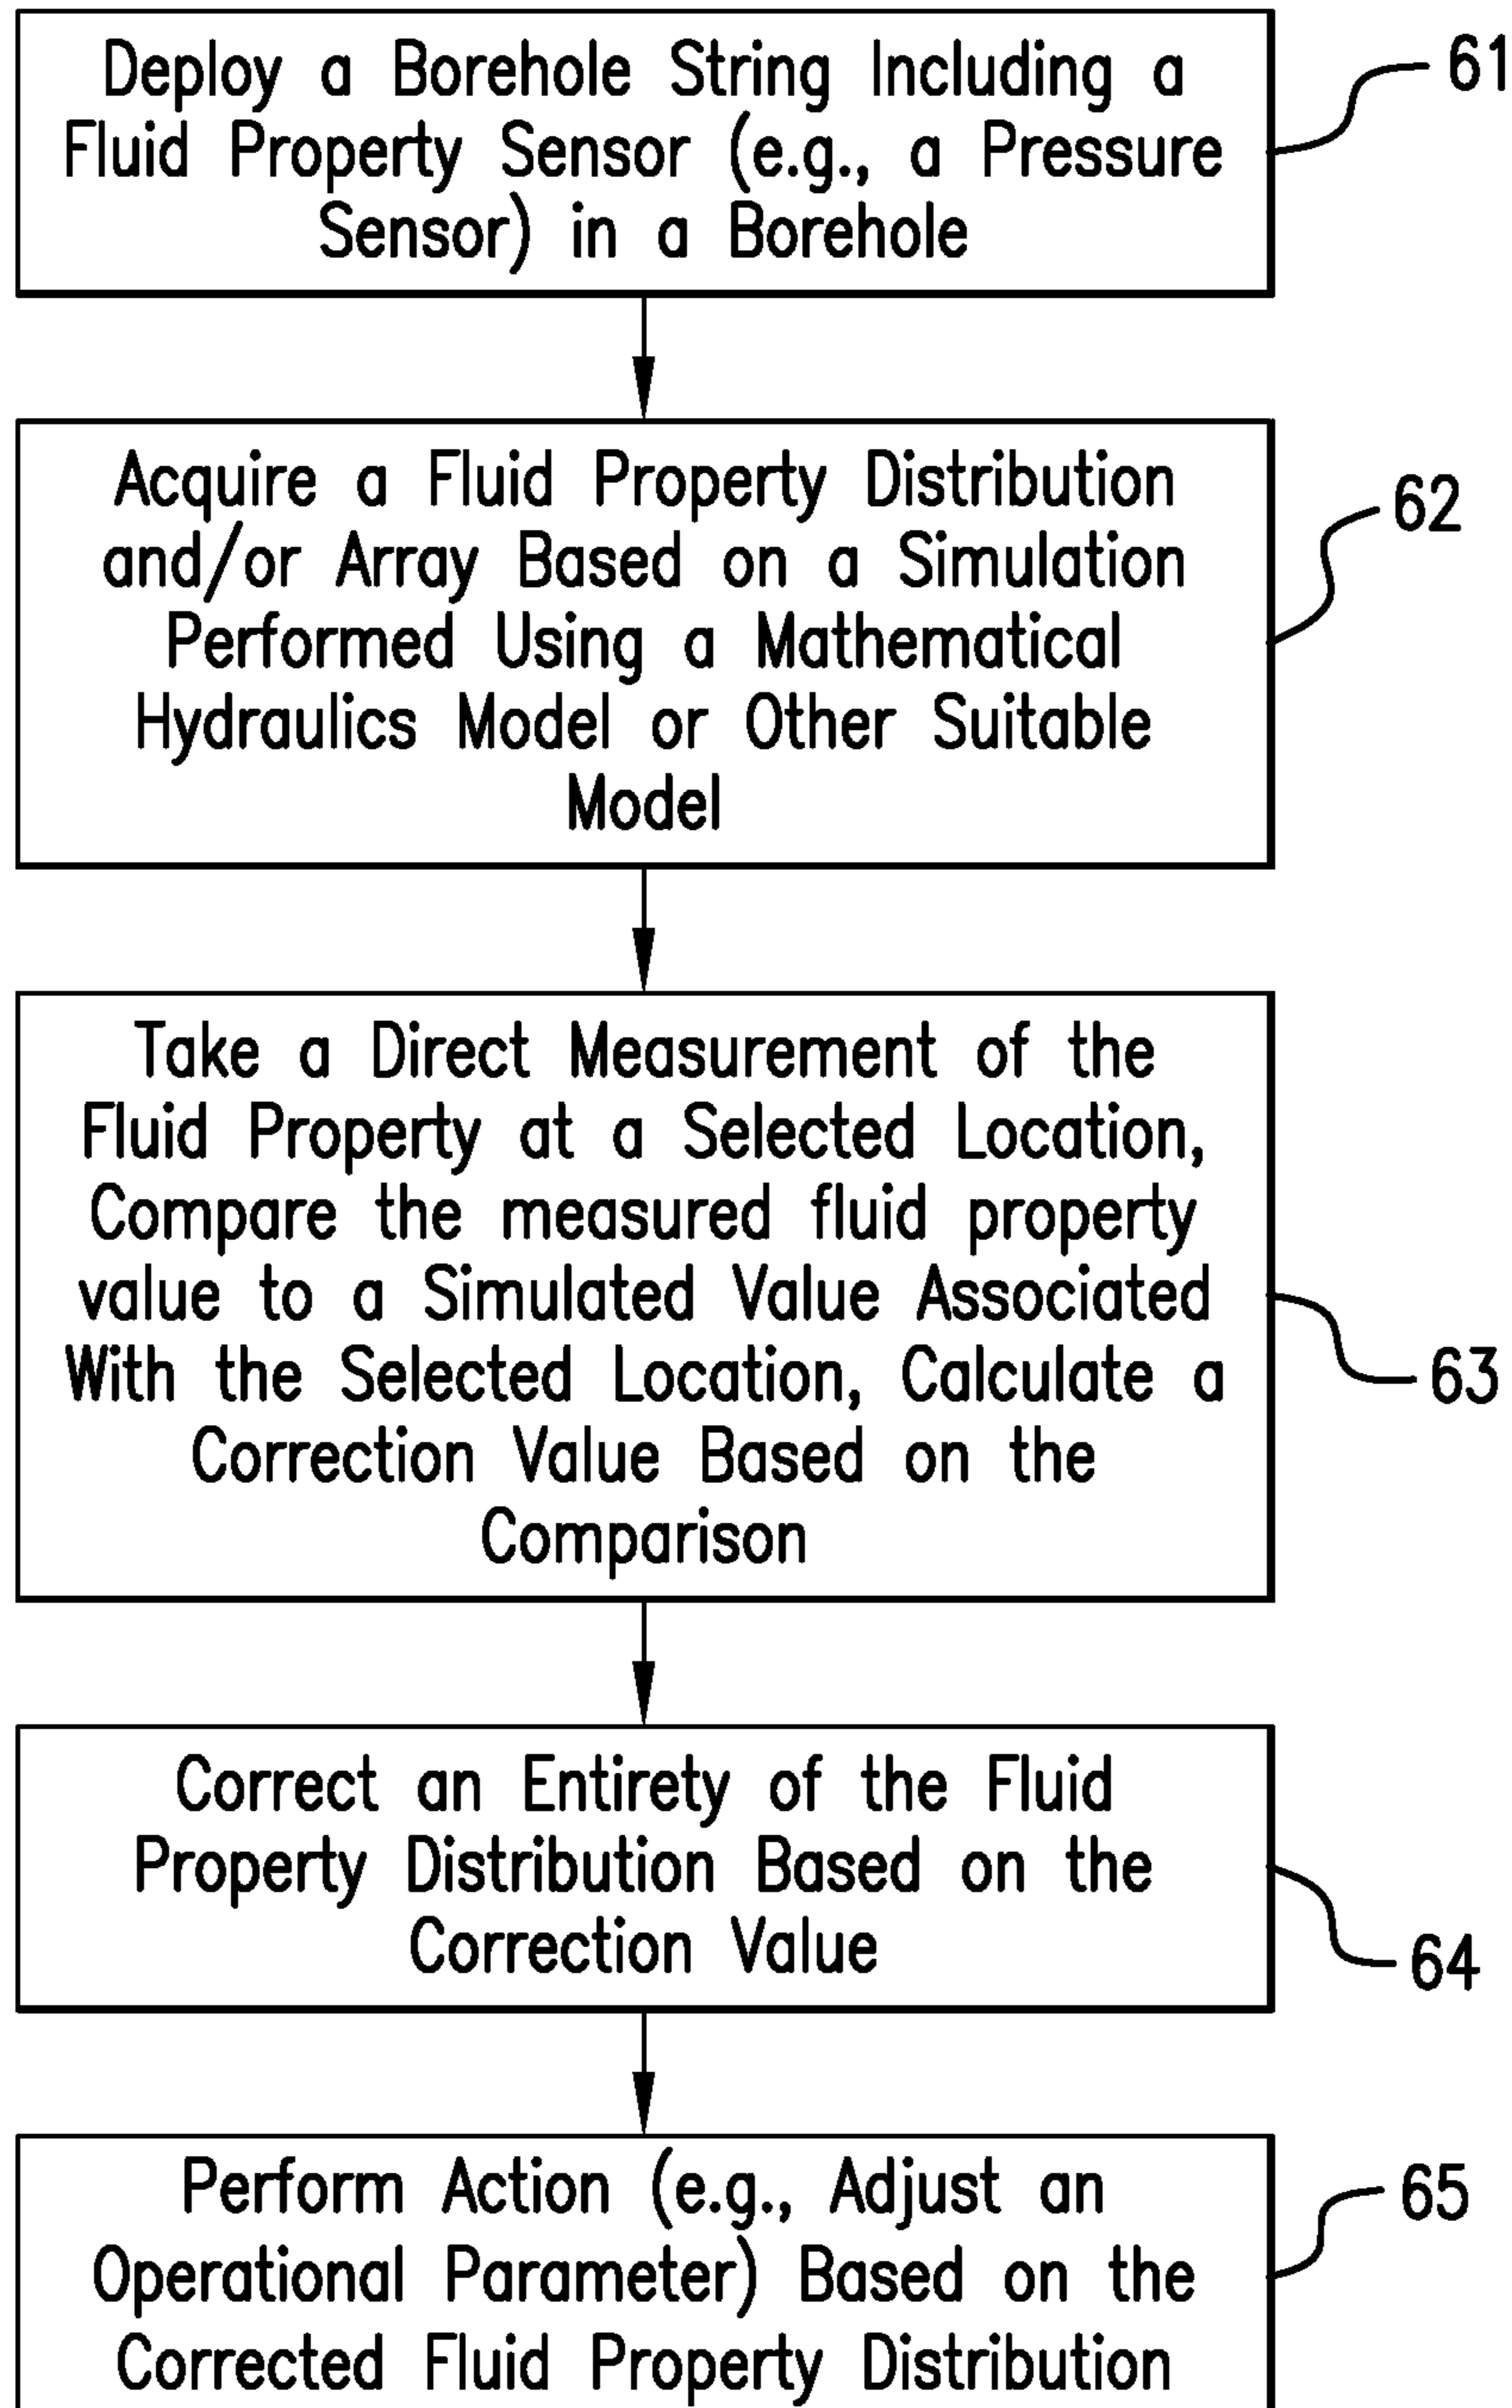 Deploy a Borehole String Including a
Fluid Property Sensor (e.g., a Pressure
Sensor) in a Borehole
61
Acquire a Fluid Property Distribution
and/or Array Based on a Simulation
Performed Using a Mathematical
Hydraulics Model or Other Suitable
Model
62
Take a Direct Measurement of the
Fluid Property at a Selected Location,
Compare the measured fluid property
value to a Simulated Value Associated
With the Selected Location, Calculate a
Correction Value Based on the
Comparison
63
Correct an Entirety of the Fluid
Property Distribution Based on the
Correction Value
64
Perform Action (e.g., Adjust an
Operational Parameter) Based on the
Corrected Fluid Property Distribution
65